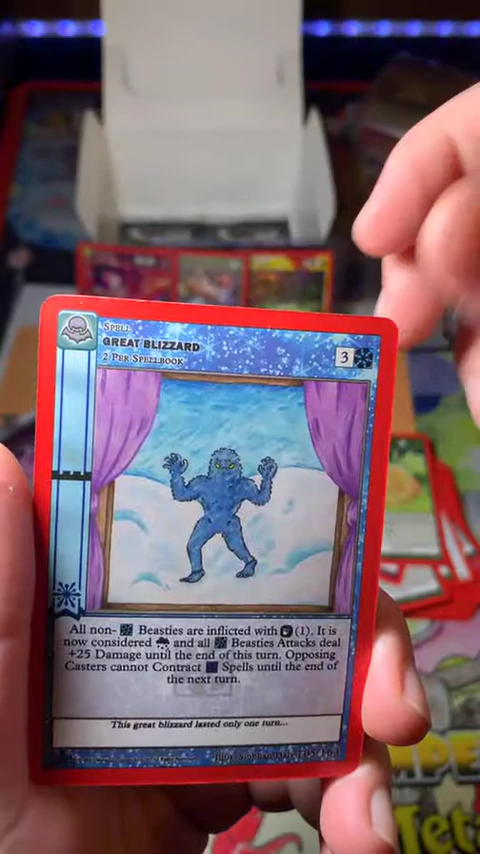 SPELL
GREAT BLIZZARD
2 PER SPELLBOOK
3
All non- Beasties are inflicted with (1). It is
now considered and all Beasties Attacks deal
+25 Damage until the end of this turn. Opposing
Casters cannot Contract Spells until the end of
the next turn.
This great blizzard lasted only one turn...
Meta